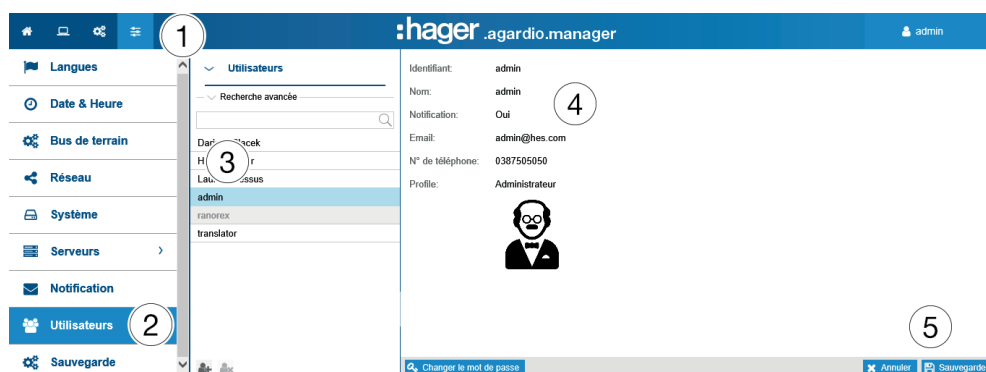 1
:hager .agardio.manager
admin
Langues
Date & Heure
Bus de terrain
Réseau
Système
Serveurs
Notification
Utilisateurs
2
Sauvegarde
Utilisateurs
Recherche avancée
3
admin
ranorex
translator
Identifiant: admin
Nom: admin
Notification: Oui
Email: admin@hes.com
N° de téléphone: 0387505050
Profile: Administrateur
4
5
Changer le mot de passe
Annuler
Sauvegarde